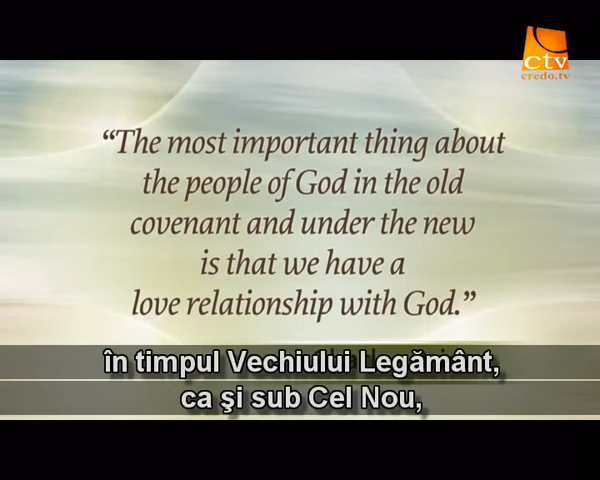 ctv
credo.tv
“The most important thing about
the people of God in the old
covenant and under the new
is that we have a
love relationship with God.”
în timpul Vechiului Legământ,
ca şi sub Cel Nou,